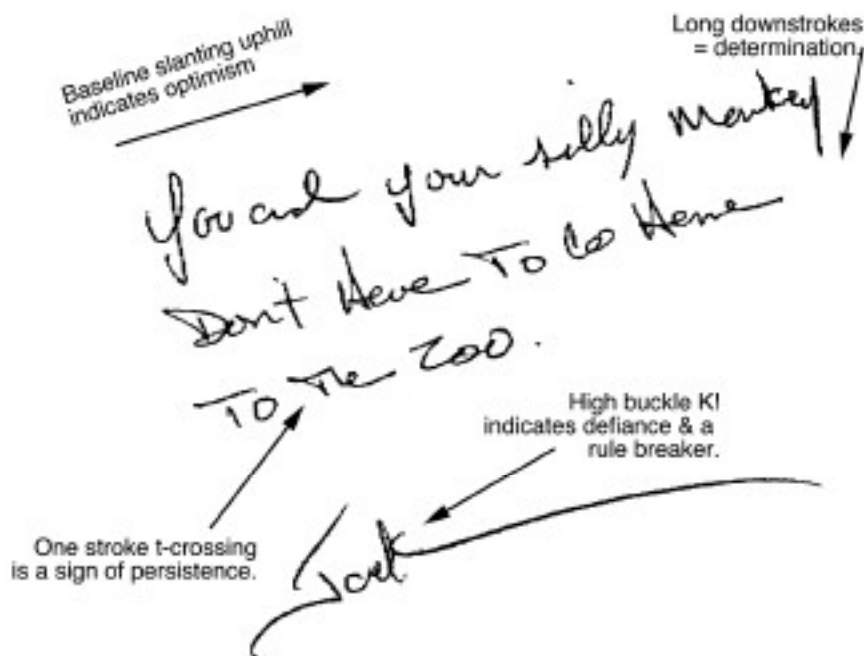 Baseline slanting uphill
indicates optimism
Long downstrokes
= determination.
You and your silly monkey
Don't Have To Go Home
To The Zoo.
High buckle K!
indicates defiance & a
rule breaker.
One stroke t-crossing
is a sign of persistence.
Jack